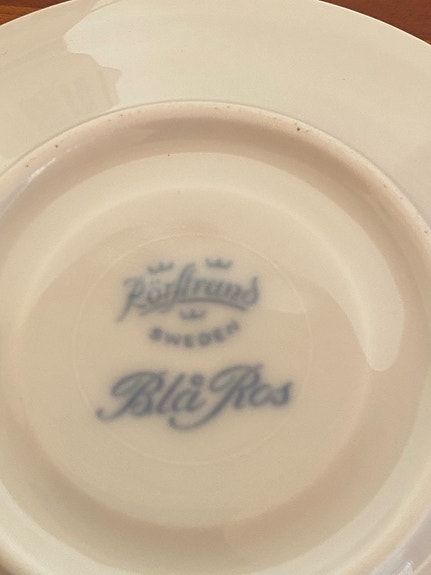 Rörstrand
SWEDEN
Blå Ros